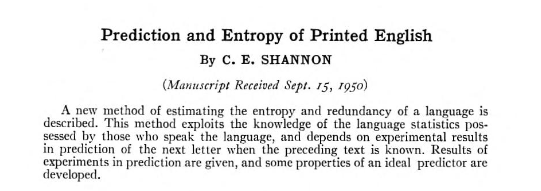 Prediction and Entropy of Printed English
By C. E. SHANNON
(Manuscript Received Sept. 15, 1950)
A new method of estimating the entropy and redundancy of a language is
described. This method exploits the knowledge of the language statistics pos-
sessed by those who speak the language, and depends on experimental results
in prediction of the next letter when the preceding text is known. Results of
experiments in prediction are given, and some properties of an ideal predictor are
developed.